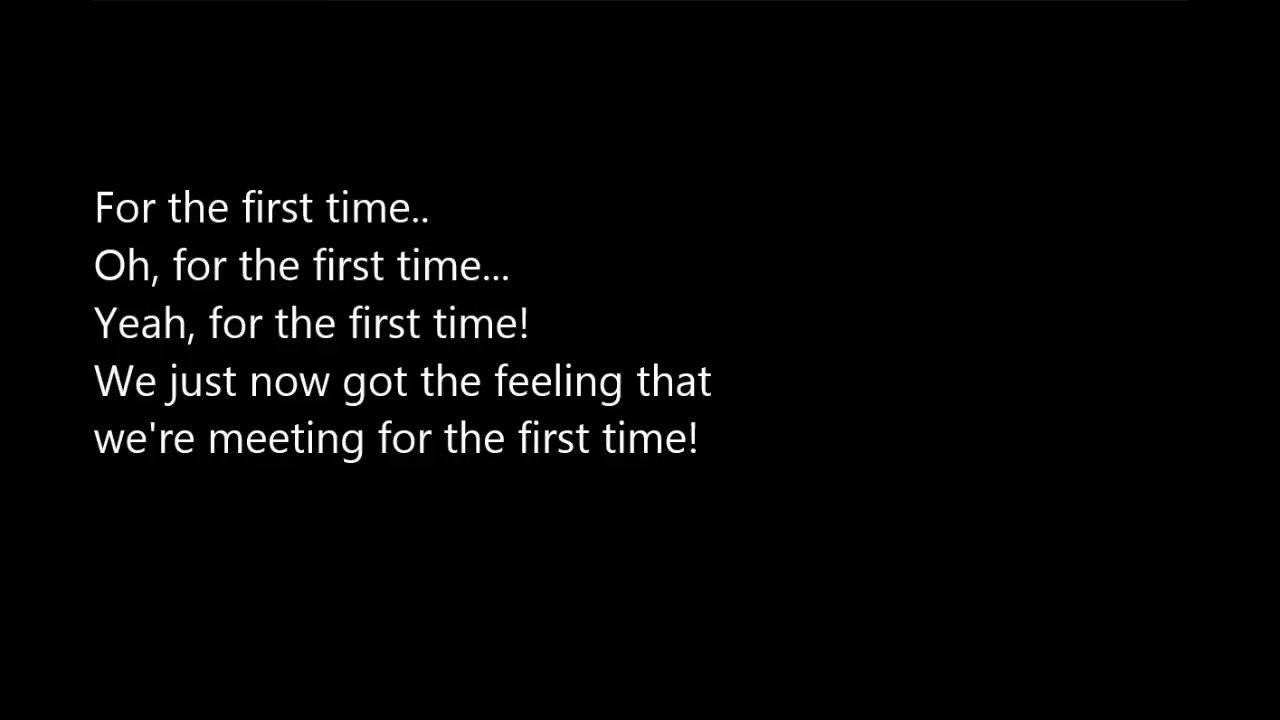 For the first time..
Oh, for the first time...
Yeah, for the first time!
We just now got the feeling that
we're meeting for the first time!